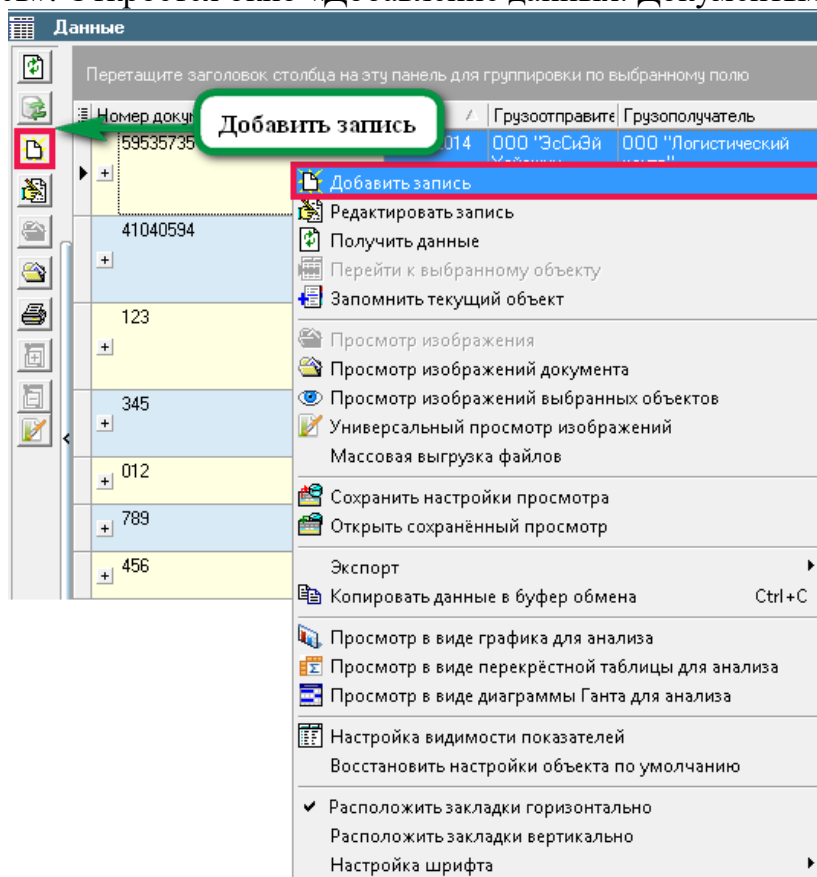 Данные
Перетащите заголовок столбца на эту панель для группировки по выбранному полю
Номер Грузоотправите Грузополучатель
Добавить запись
59535735 014 ООО "ЭсСиЭй ООО "Логистический
Добавить запись
Редактировать запись
41040594
Получить данные
Перейти к выбранному объекту
Запомнить текущий объект
123
Просмотр изображения
Просмотр изображений документа
345
Просмотр изображений выбранных объектов
Универсальный просмотр изображений
Массовая выгрузка файлов
012
Сохранить настройки просмотра
789
Открыть сохранённый просмотр
456
Экспорт
Копировать данные в буфер обмена Ctrl+C
Просмотр в виде графика для анализа
Просмотр в виде перекрёстной таблицы для анализа
Просмотр в виде диаграммы Ганта для анализа
Настройка видимости показателей
Восстановить настройки объекта по умолчанию
Расположить закладки горизонтально
Расположить закладки вертикально
Настройка шрифта